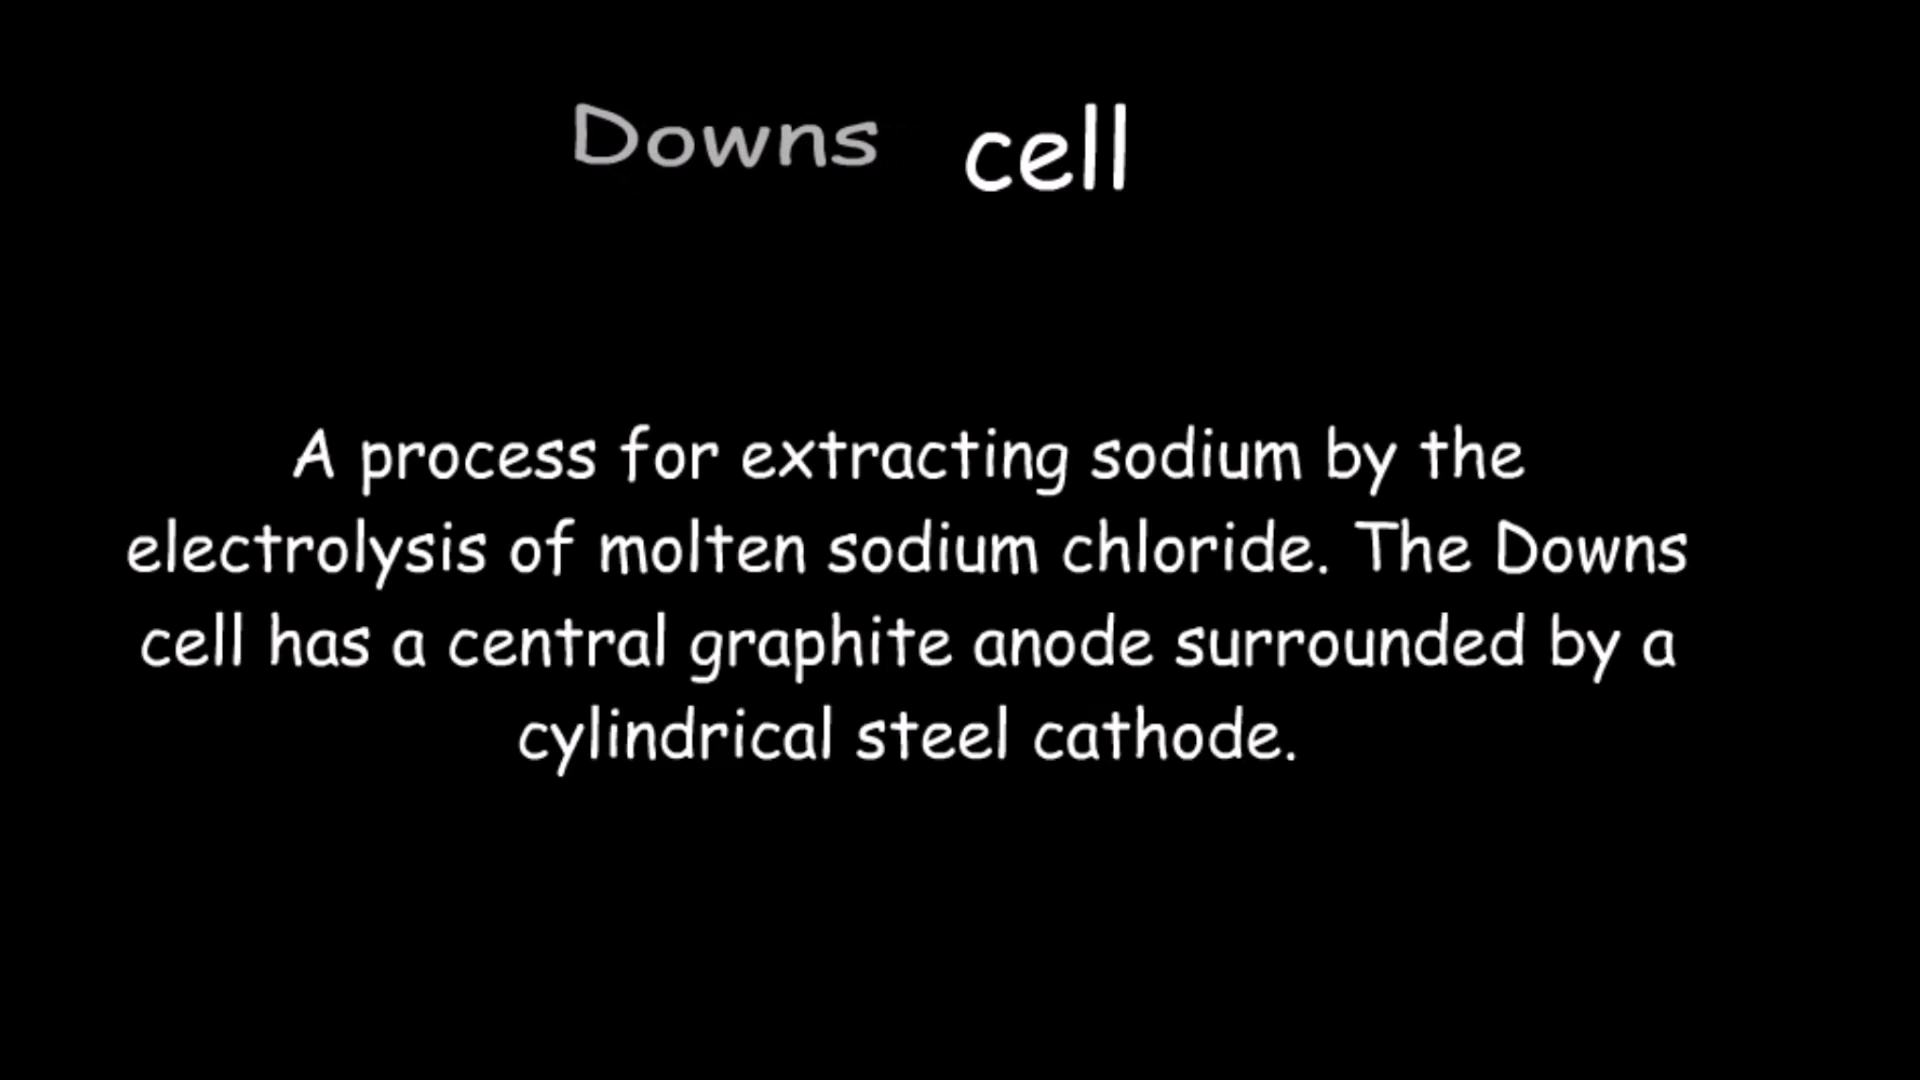 Downs cell
A process for extracting sodium by the
electrolysis of molten sodium chloride. The Downs
cell has a central graphite anode surrounded by a
cylindrical steel cathode.